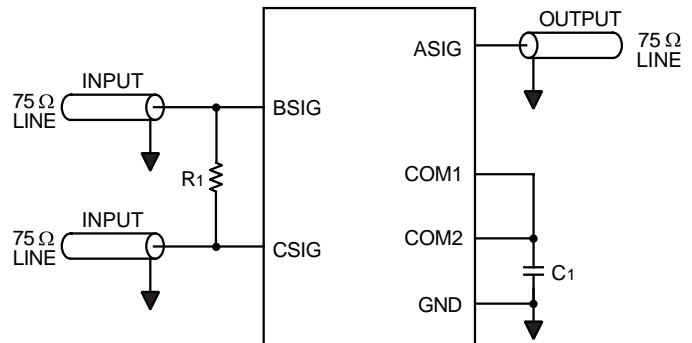 OUTPUT
ASIG
75 Ω
LINE
INPUT
75 Ω
LINE
BSIG
R1
COM1
INPUT
75 Ω
LINE
CSIG
COM2
C1
GND